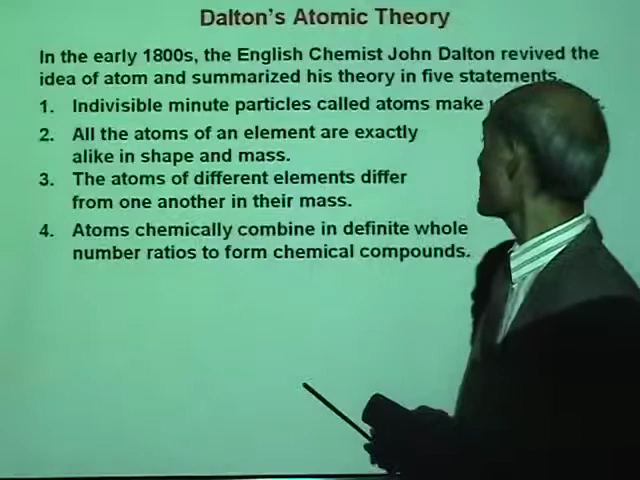 Dalton's Atomic Theory
In the early 1800s, the English Chemist John Dalton revived the
idea of atom and summarized his theory in five statements.
1. Indivisible minute particles called atoms make
2. All the atoms of an element are exactly
alike in shape and mass.
3. The atoms of different elements differ
from one another in their mass.
4. Atoms chemically combine in definite whole
number ratios to form chemical compounds.